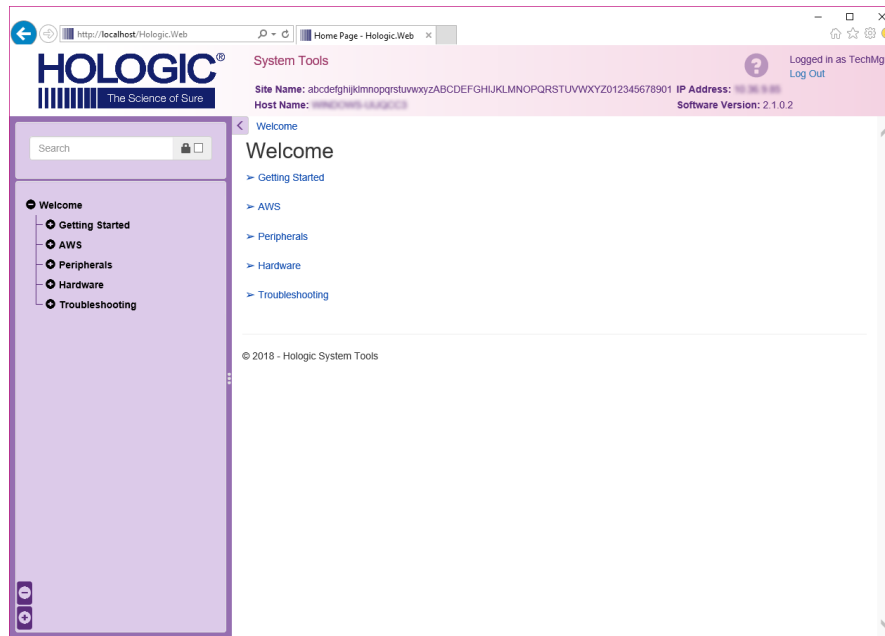 http://localhost/Hologic.Web
Home Page - Hologic.Web
HOLOGIC®
The Science of Sure
System Tools
Logged in as TechMg
Log Out
Site Name: abcdefghijklmnopqrstuvwxyzABCDEFGHIJKLMNOPQRSTUVWXYZ012345678901 IP Address:
Host Name:
Software Version: 2.1.0.2
Search
Welcome
Getting Started
AWS
Peripherals
Hardware
Troubleshooting
Welcome
Welcome
➢ Getting Started
➢ AWS
➢ Peripherals
➢ Hardware
➢ Troubleshooting
© 2018 - Hologic System Tools